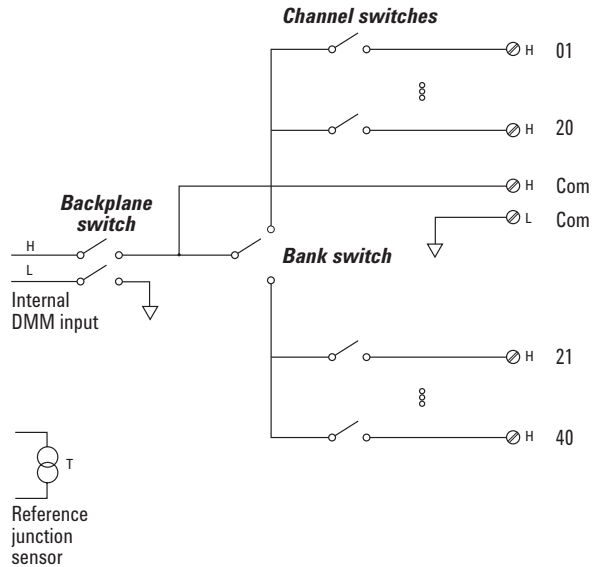 Channel switches
H 01
H 20
H Com
L Com
Backplane
switch
H
L
Internal
DMM input
Bank switch
H 21
H 40
T
Reference
junction
sensor